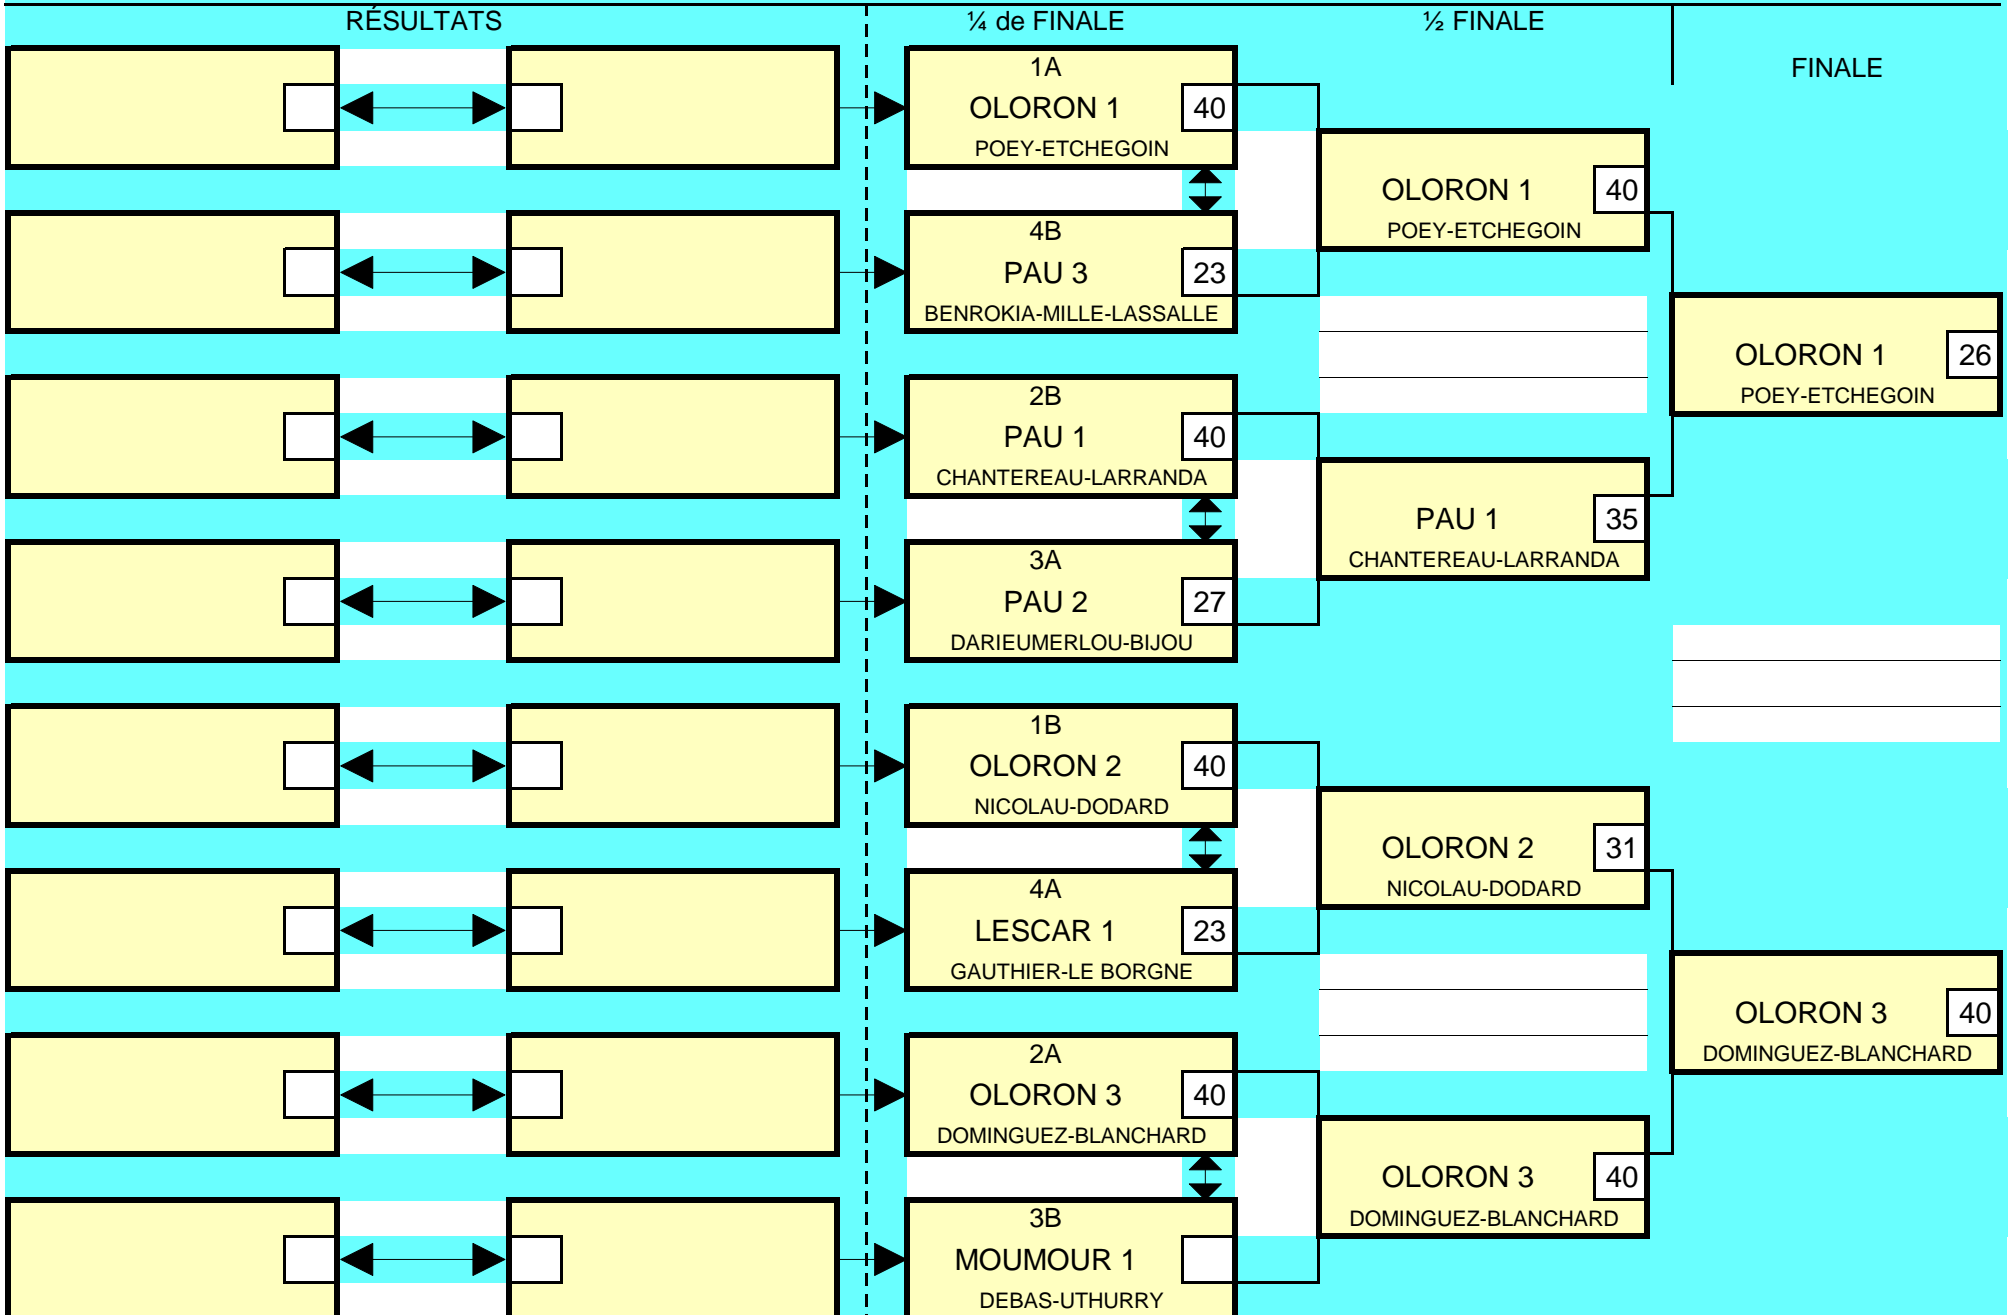 RÉSULTATS
¼ de FINALE
½ FINALE
FINALE
1A
OLORON 1
40
POEY-ETCHEGOIN
4B
PAU 3
23
BENROKIA-MILLE-LASSALLE
2B
PAU 1
40
CHANTEREAU-LARRANDA
3A
PAU 2
27
DARIEUMERLOU-BIJOU
1B
OLORON 2
40
NICOLAU-DODARD
4A
LESCAR 1
23
GAUTHIER-LE BORGNE
2A
OLORON 3
40
DOMINGUEZ-BLANCHARD
3B
MOUMOUR 1
DEBAS-UTHURRY
OLORON 1
40
POEY-ETCHEGOIN
PAU 1
35
CHANTEREAU-LARRANDA
OLORON 2
31
NICOLAU-DODARD
OLORON 3
40
DOMINGUEZ-BLANCHARD
OLORON 1
26
POEY-ETCHEGOIN
OLORON 3
40
DOMINGUEZ-BLANCHARD